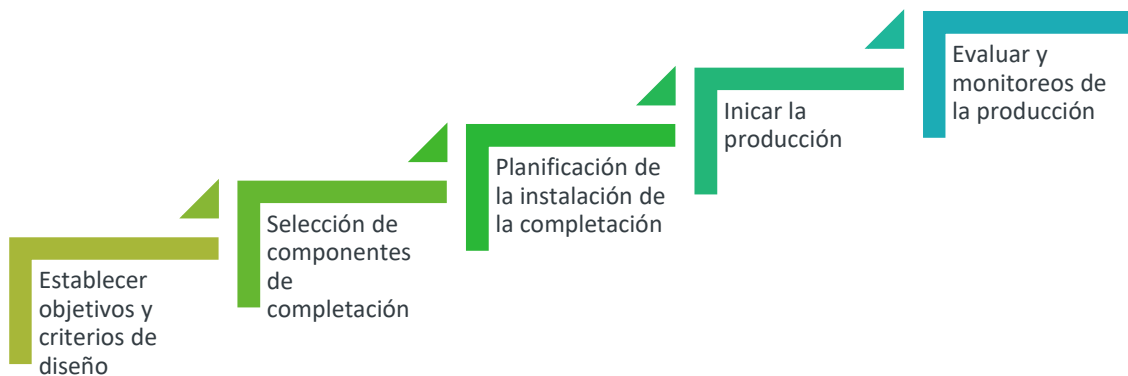 Establecer
objetivos y
criterios de
diseño
Selección de
componentes
de
completación
Planificación de
la instalación de
la completación
Inicar la
producción
Evaluar y
monitoreos de
la producción